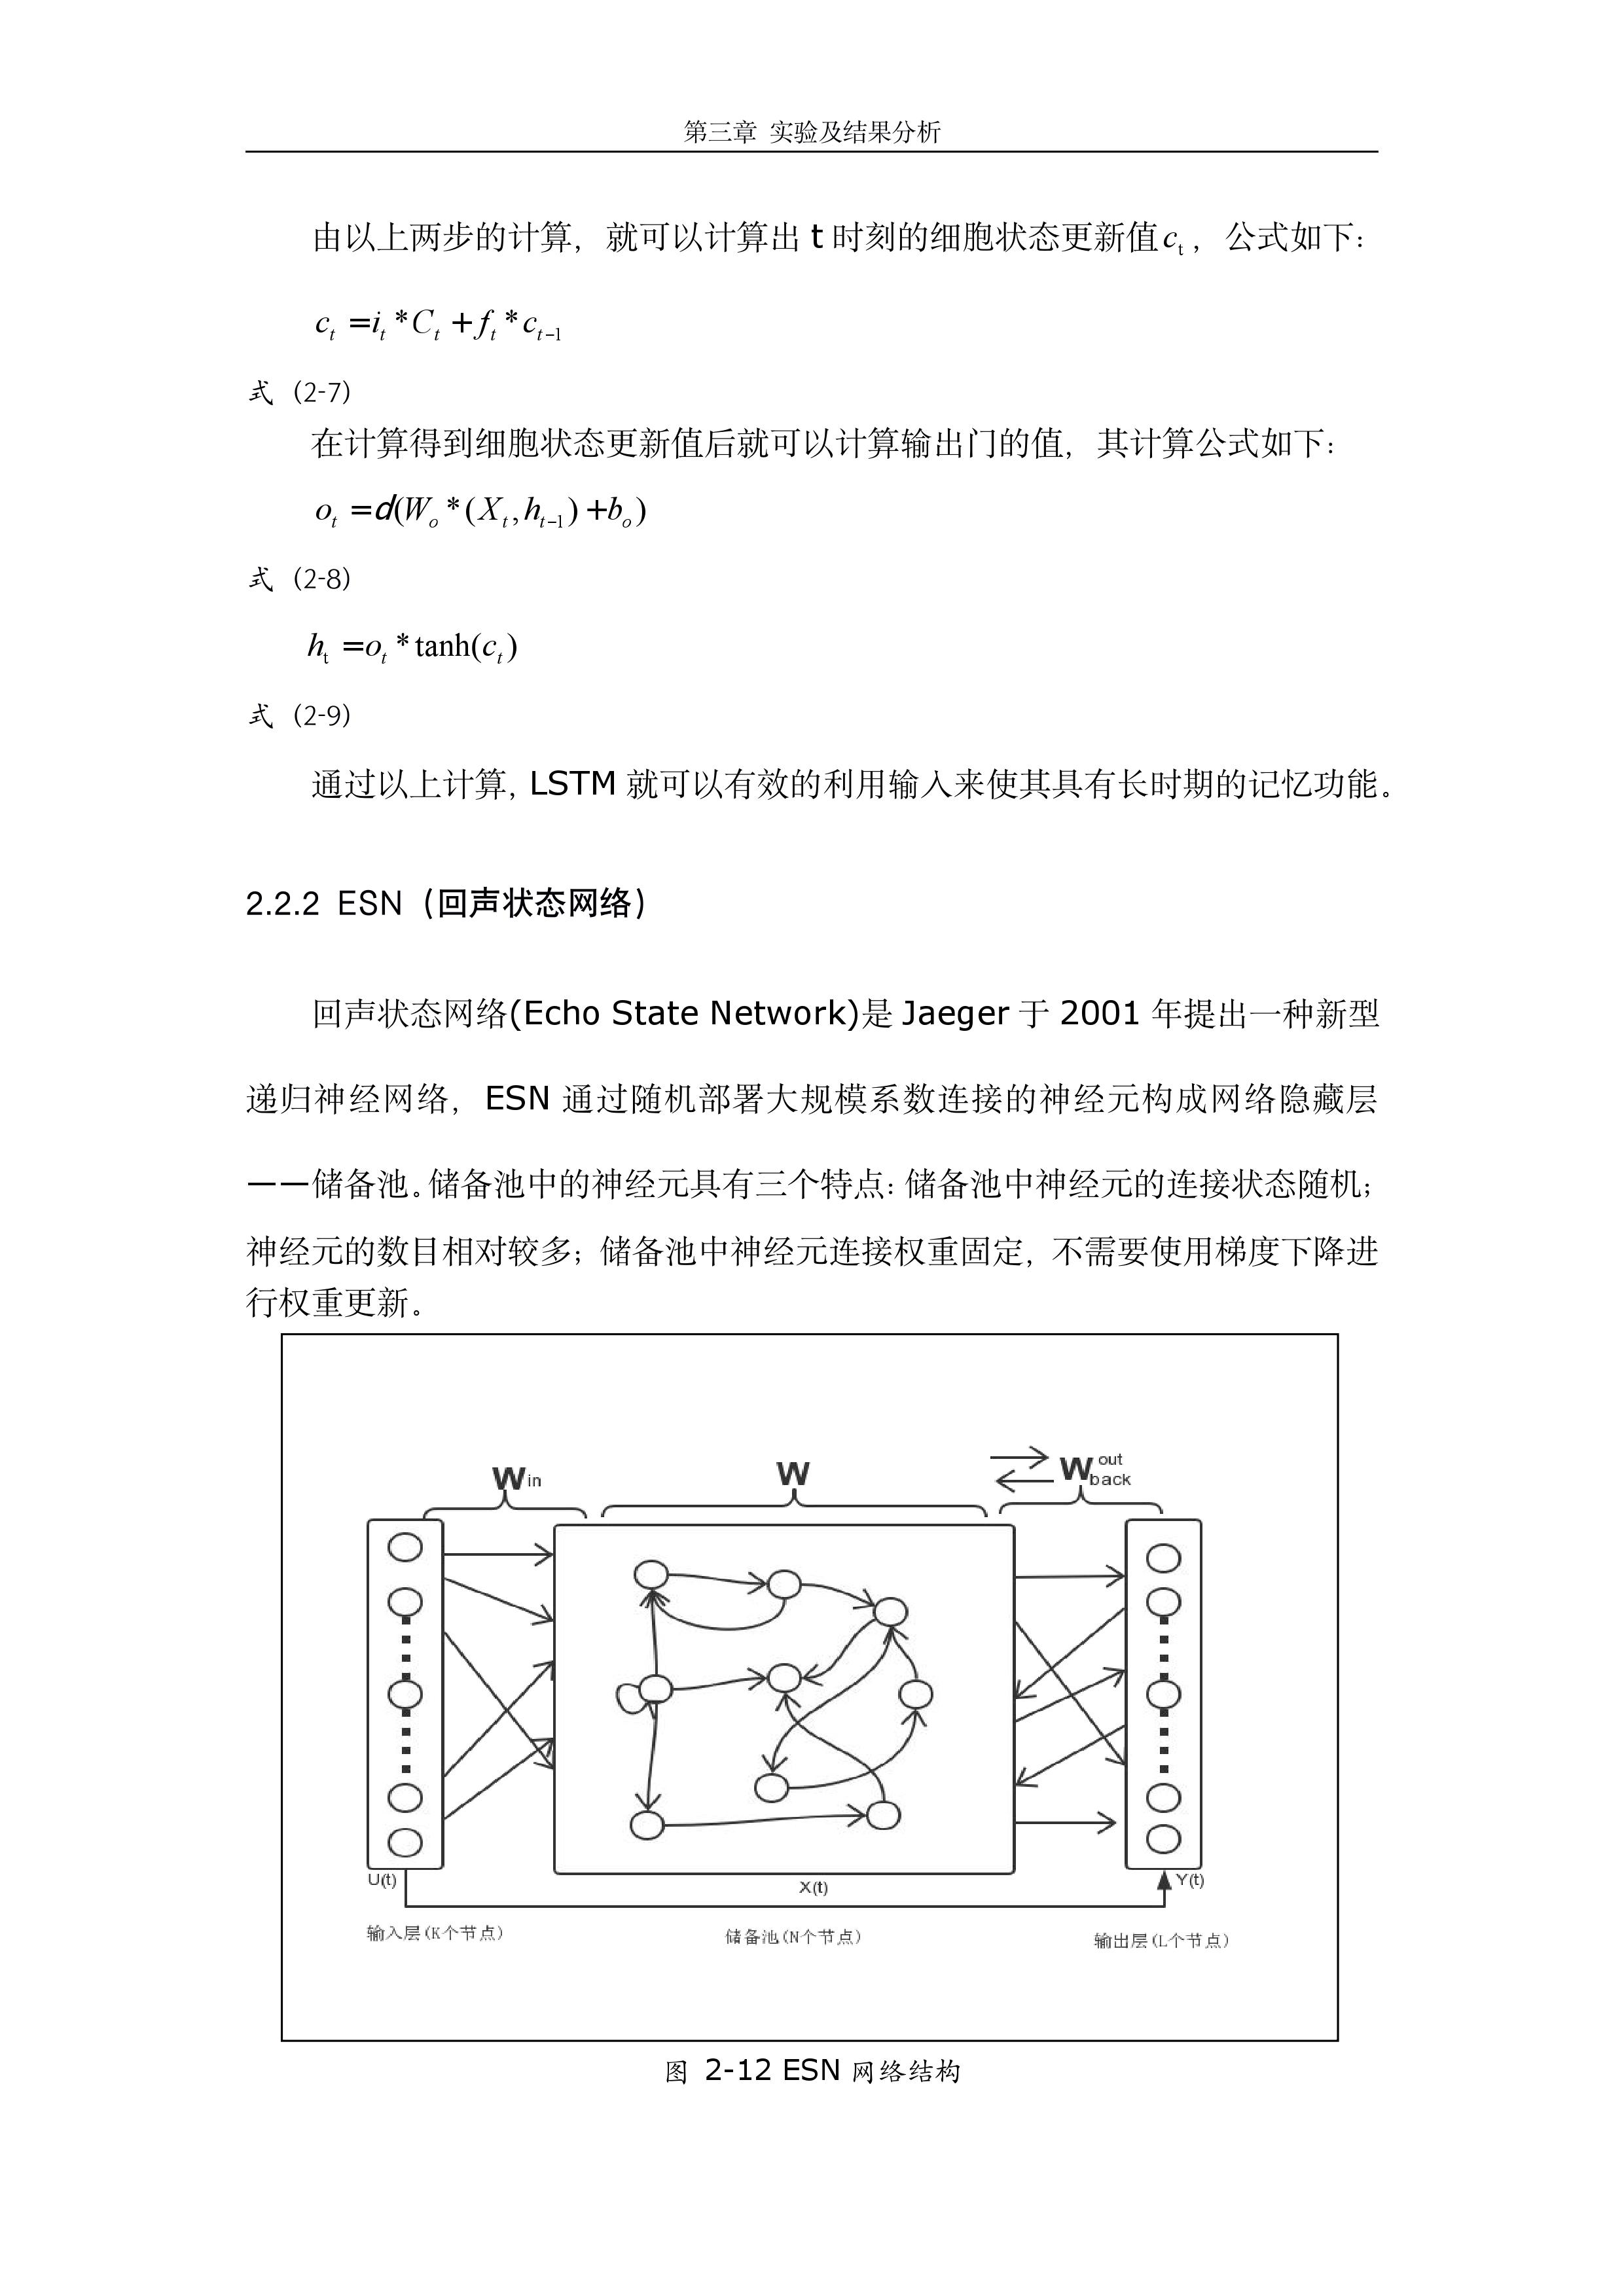 第三章 实验及结果分析
由以上两步的计算，就可以计算出 t 时刻的细胞状态更新值c_t，公式如下：
c_t =i_t *C_t +f_t *c_{t-1}
式（2-7）
在计算得到细胞状态更新值后就可以计算输出门的值，其计算公式如下：
o_t =d(W_o *(X_t,h_{t-1})+b_o)
式（2-8）
h_t =o_t *tanh(c_t)
式（2-9）
通过以上计算，LSTM 就可以有效的利用输入来使其具有长时期的记忆功能。
2.2.2 ESN（回声状态网络）
回声状态网络(Echo State Network)是 Jaeger 于 2001 年提出一种新型
递归神经网络，ESN 通过随机部署大规模系数连接的神经元构成网络隐藏层
——储备池。储备池中的神经元具有三个特点：储备池中神经元的连接状态随机；
神经元的数目相对较多；储备池中神经元连接权重固定，不需要使用梯度下降进
行权重更新。
W in
W
W out back
U(t)
X(t)
Y(t)
输入层(K个节点)
储备池(N个节点)
输出层(L个节点)
图 2-12 ESN 网络结构